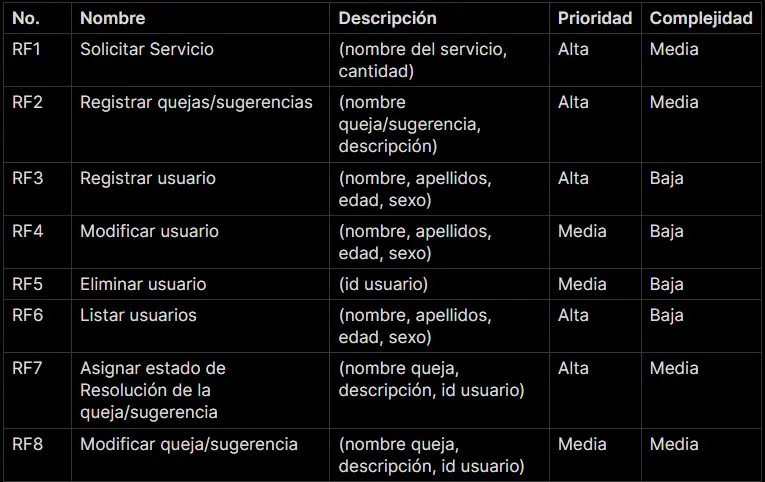 No. Nombre Descripción Prioridad Complejidad
RF1 Solicitar Servicio (nombre del servicio, Alta Media
cantidad)
RF2 Registrar quejas/sugerencias (nombre Alta Media
queja/sugerencia,
descripción)
RF3 Registrar usuario (nombre, apellidos, Alta Baja
edad, sexo)
RF4 Modificar usuario (nombre, apellidos, Media Baja
edad, sexo)
RF5 Eliminar usuario (id usuario) Media Baja
RF6 Listar usuarios (nombre, apellidos, Alta Baja
edad, sexo)
RF7 Asignar estado de (nombre queja, Alta Media
Resolución de la descripción, id usuario)
queja/sugerencia
RF8 Modificar queja/sugerencia (nombre queja, Media Media
descripción, id usuario)